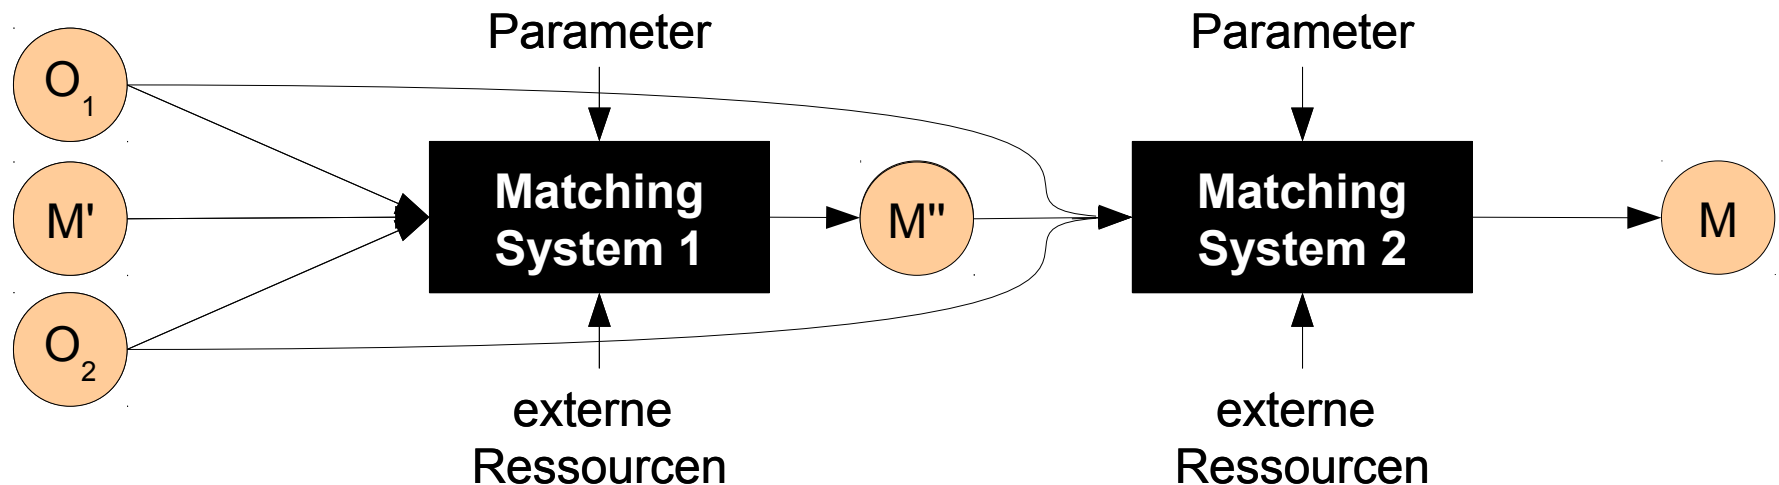 Parameter
Parameter
O1
M'
O2
Matching
System 1
M''
Matching
System 2
M
externe
Ressourcen
externe
Ressourcen